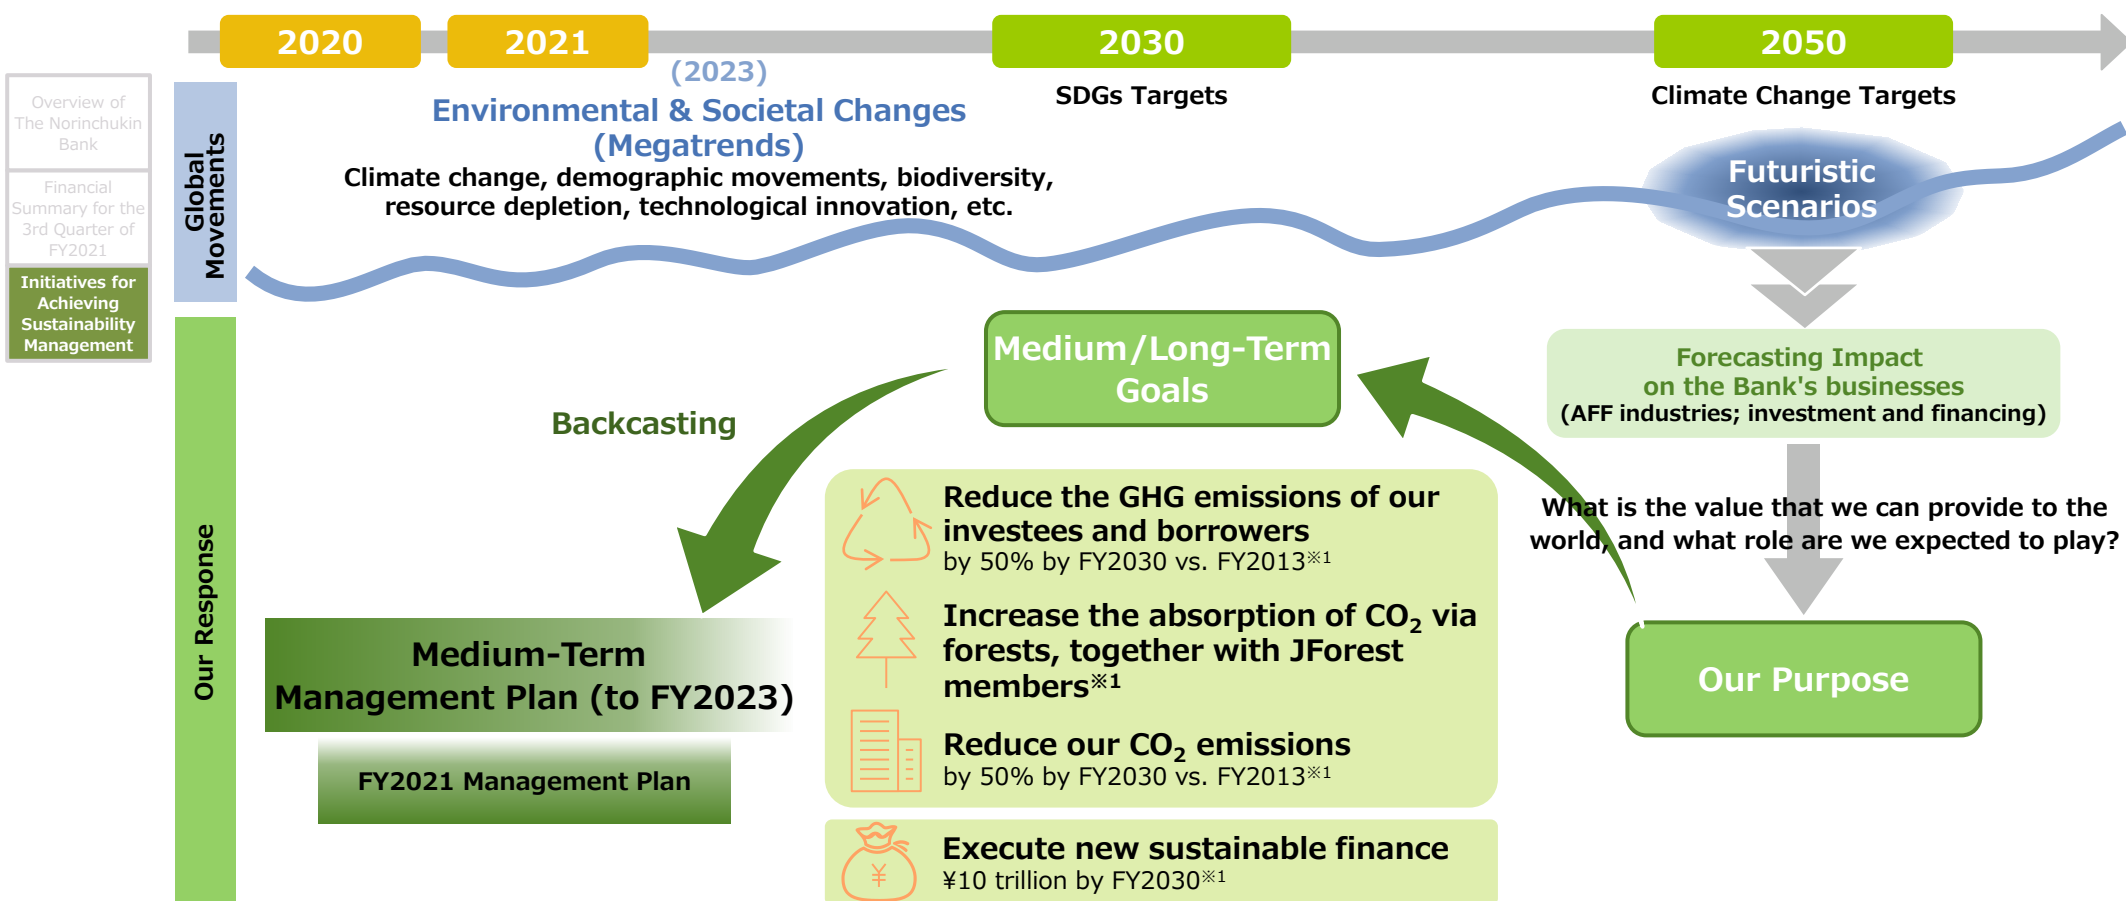 2020
2021
2030
2050
(2023)
SDGs Targets
Climate Change Targets
Overview of
The Norinchukin
Bank
Financial
Summary for the
3rd Quarter of
FY2021
Initiatives for
Achieving
Sustainability
Management
Global
Movements
Environmental & Societal Changes
(Megatrends)
Climate change, demographic movements, biodiversity,
resource depletion, technological innovation, etc.
Futuristic
Scenarios
Our Response
Medium/Long-Term
Goals
Forecasting Impact
on the Bank's businesses
(AFF industries; investment and financing)
Backcasting
What is the value that we can provide to the
world, and what role are we expected to play?
Our Purpose
Reduce the GHG emissions of our
investees and borrowers
by 50% by FY2030 vs. FY2013※1
Increase the absorption of CO₂ via
forests, together with JForest
members※1
Reduce our CO₂ emissions
by 50% by FY2030 vs. FY2013※1
Execute new sustainable finance
¥
¥10 trillion by FY2030※1
Medium-Term
Management Plan (to FY2023)
FY2021 Management Plan